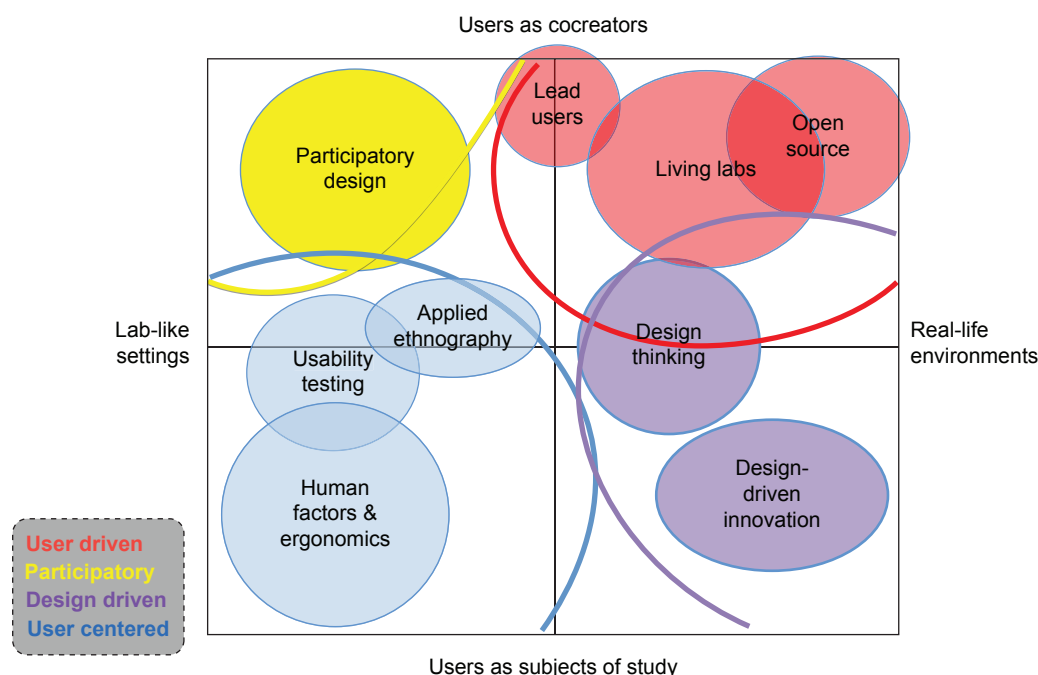 Users as cocreators
Lead
users
Open
source
Participatory
design
Living labs
Applied
ethnography
Lab-like
settings
Usability
testing
Design
thinking
Real-life
environments
Human
factors &
ergonomics
Design-
driven
innovation
User driven
Participatory
Design driven
User centered
Users as subjects of study